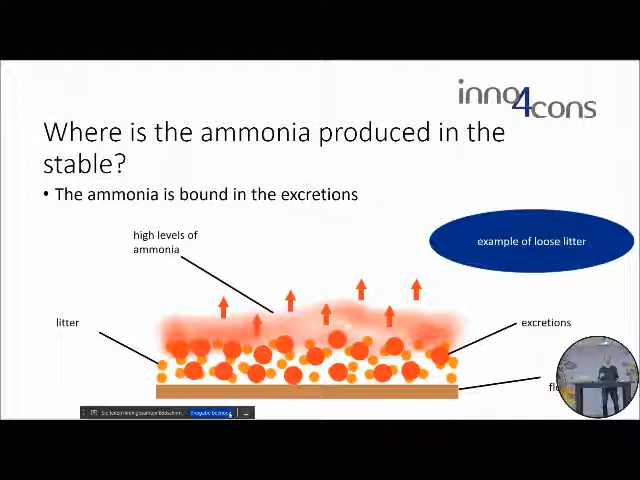 inno4cons
Where is the ammonia produced in the
stable?
• The ammonia is bound in the excretions
high levels of
ammonia
example of loose litter
litter
excretions